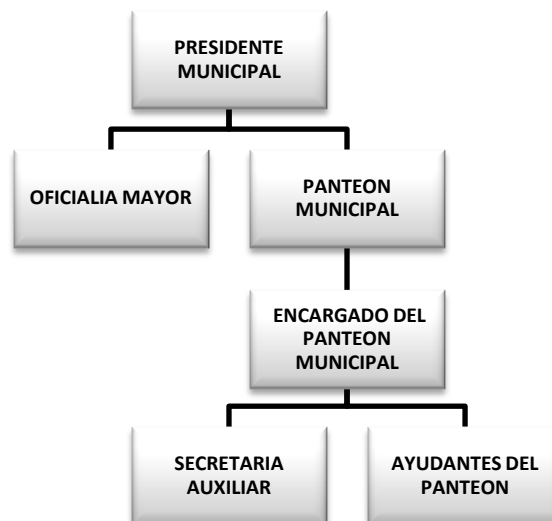 PRESIDENTE
MUNICIPAL
OFICIALIA MAYOR
PANTEON
MUNICIPAL
ENCARGADO DEL
PANTEON
MUNICIPAL
SECRETARIA
AUXILIAR
AYUDANTES DEL
PANTEON